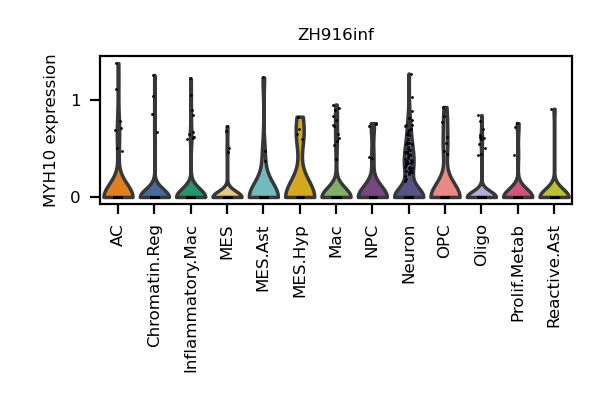 ZH916inf
MYH10 expression
1
0
AC
Chromatin.Reg
Inflammatory.Mac
MES
MES.Ast
MES.Hyp
Mac
NPC
Neuron
OPC
Oligo
Prolif.Metab
Reactive.Ast